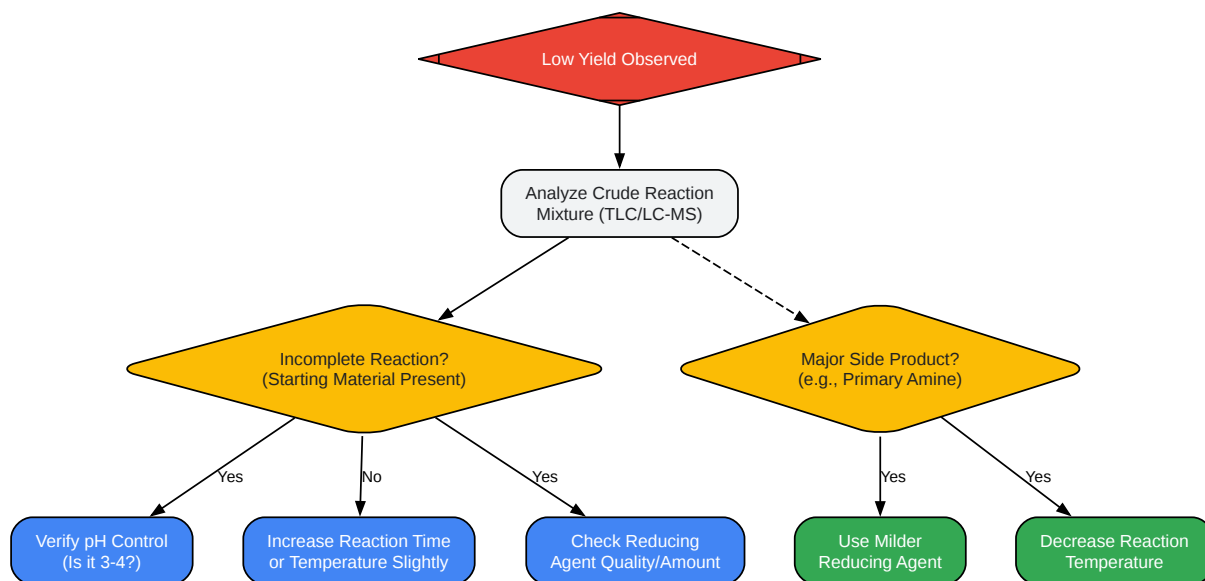 Low Yield Observed
Analyze Crude Reaction
Mixture (TLC/LC-MS)
Incomplete Reaction?
(Starting Material Present)
Major Side Product?
(e.g., Primary Amine)
Yes
No
Yes
Yes
Yes
Verify pH Control
(Is it 3-4?)
Increase Reaction Time
or Temperature Slightly
Check Reducing
Agent Quality/Amount
Use Milder
Reducing Agent
Decrease Reaction
Temperature